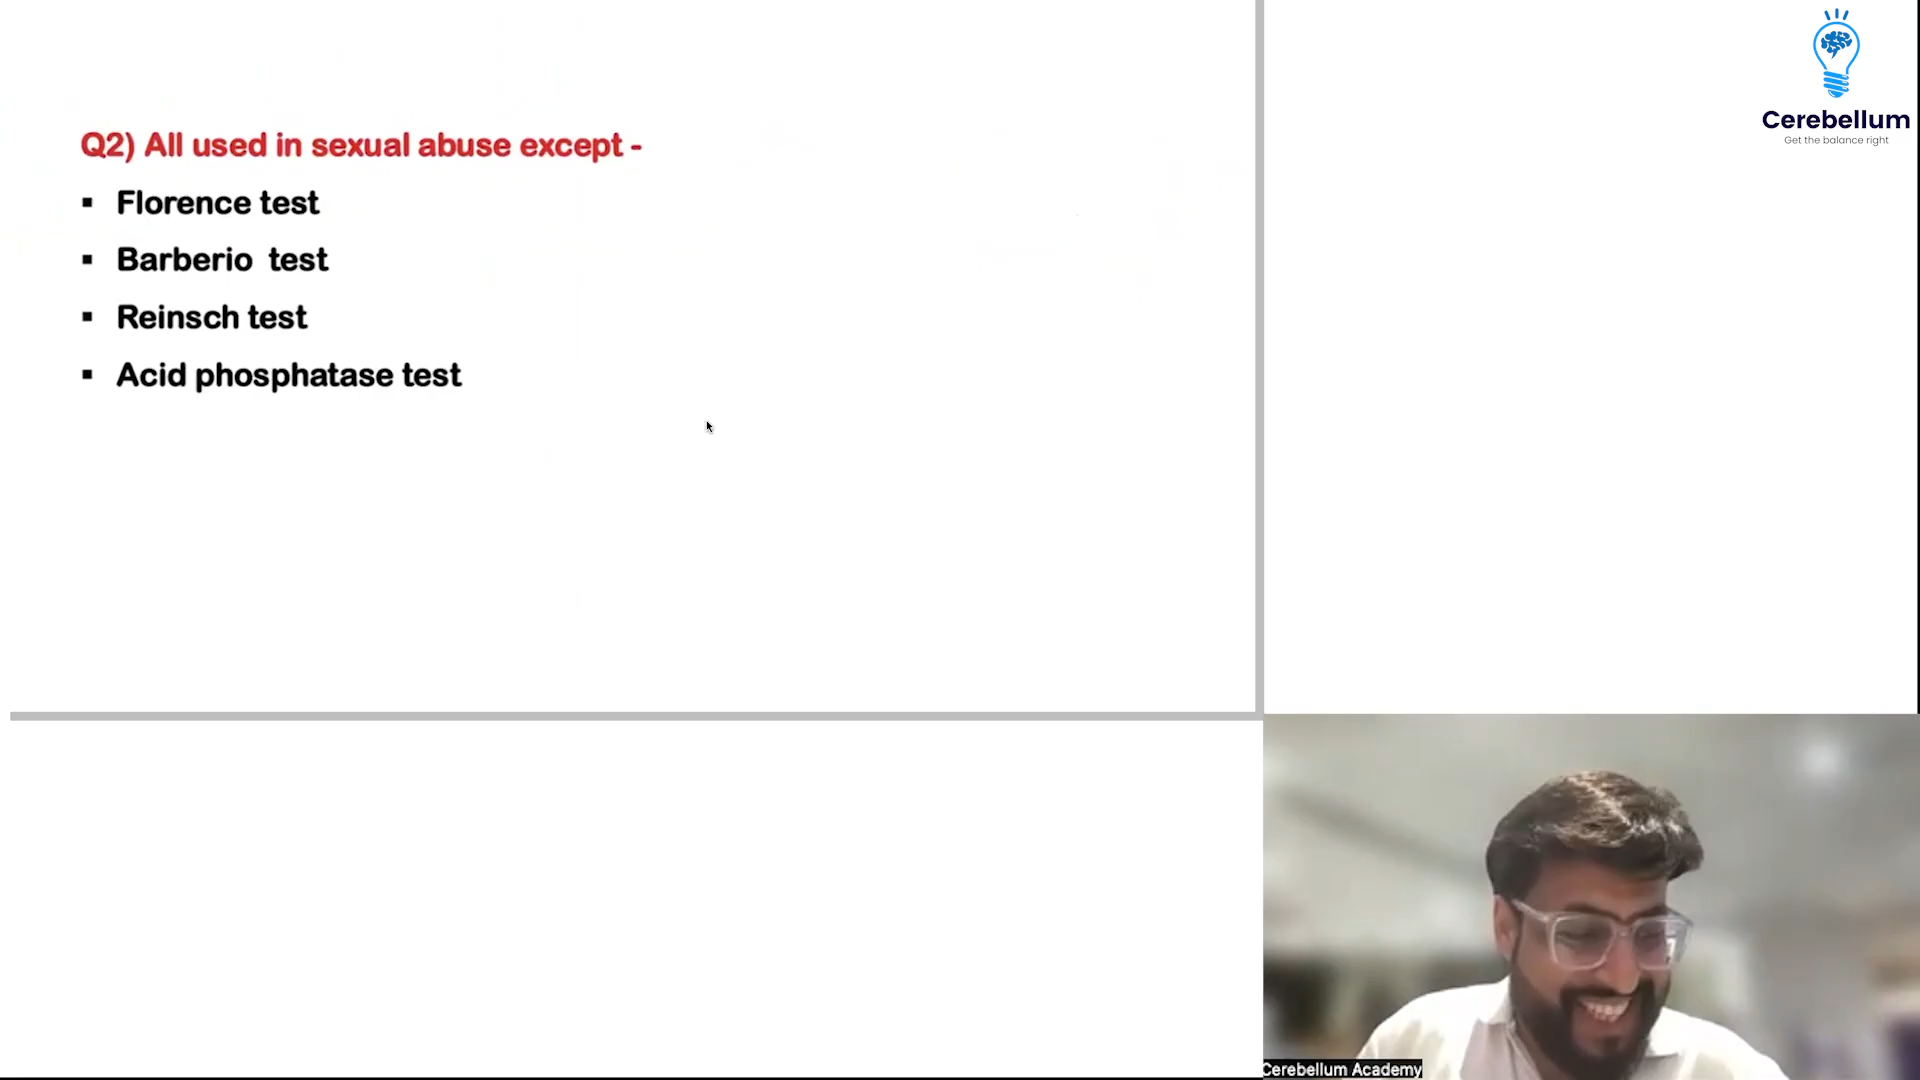 Cerebellum
Get the balance right
Q2) All used in sexual abuse except -
▪ Florence test
▪ Barberio test
▪ Reinsch test
▪ Acid phosphatase test
Cerebellum Academy